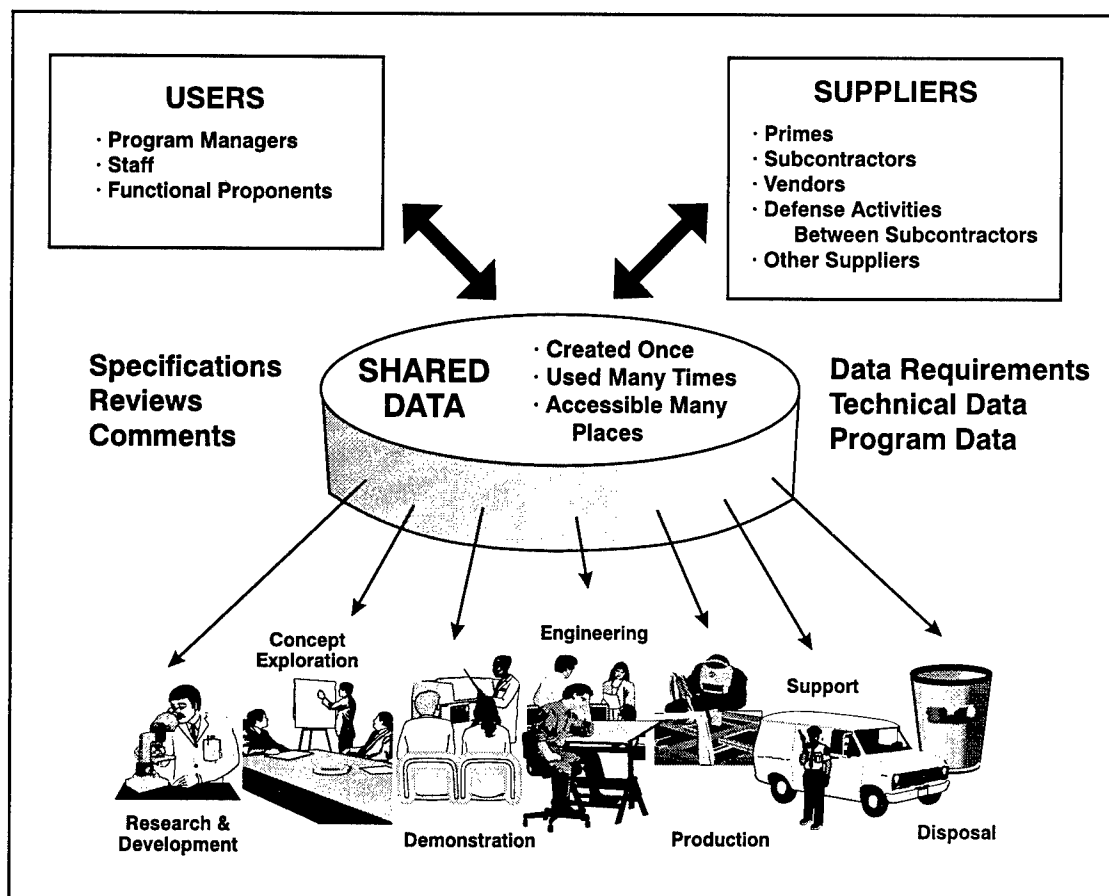 USERS
· Program Managers
· Staff
· Functional Proponents
SUPPLIERS
· Primes
· Subcontractors
· Vendors
· Defense Activities
Between Subcontractors
· Other Suppliers
Specifications
Reviews
Comments
SHARED
DATA
· Created Once
· Used Many Times
· Accessible Many
Places
Data Requirements
Technical Data
Program Data
Research &
Development
Concept
Exploration
Demonstration
Engineering
Production
Support
Disposal